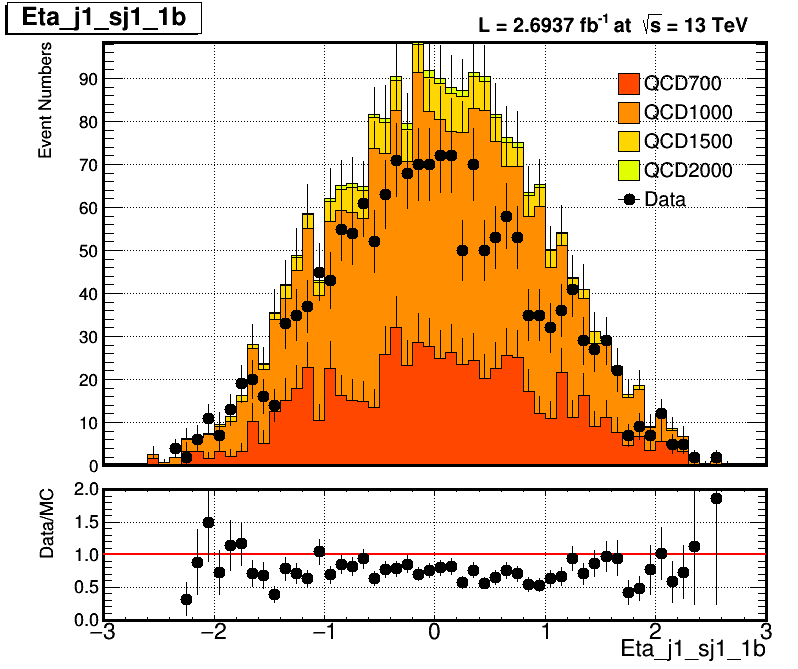 Eta_j1_sj1_1b
L = 2.6937 fb⁻¹ at √s = 13 TeV
Event Numbers
90
80
70
60
50
40
30
20
10
0
QCD700
QCD1000
QCD1500
QCD2000
Data
Data/MC
2.0
1.5
1.0
0.5
0.0
−3 −2 −1 0 1 2 3
Eta_j1_sj1_1b